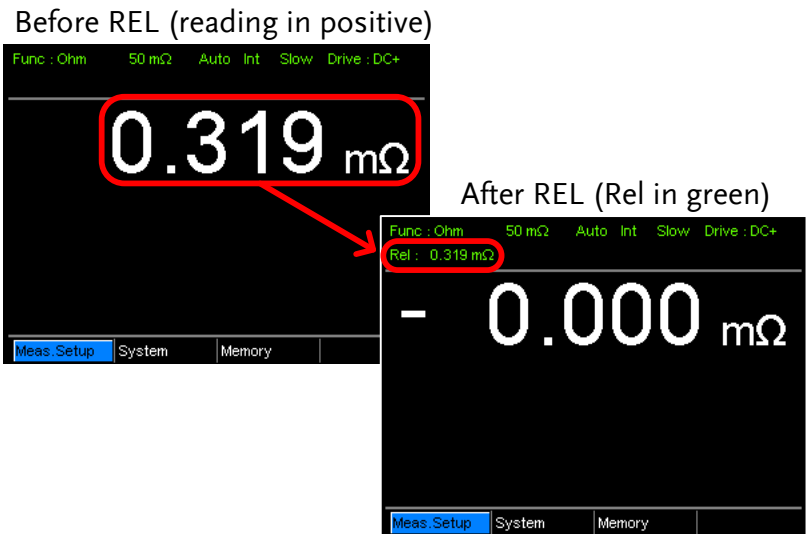 Before REL (reading in positive)
Func : Ohm 50 mΩ Auto Int Slow Drive : DC+
0.319 mΩ
Meas.Setup System Memory
After REL (Rel in green)
Func : Ohm 50 mΩ Auto Int Slow Drive : DC+
Rel : 0.319 mΩ
- 0.000 mΩ
Meas.Setup System Memory